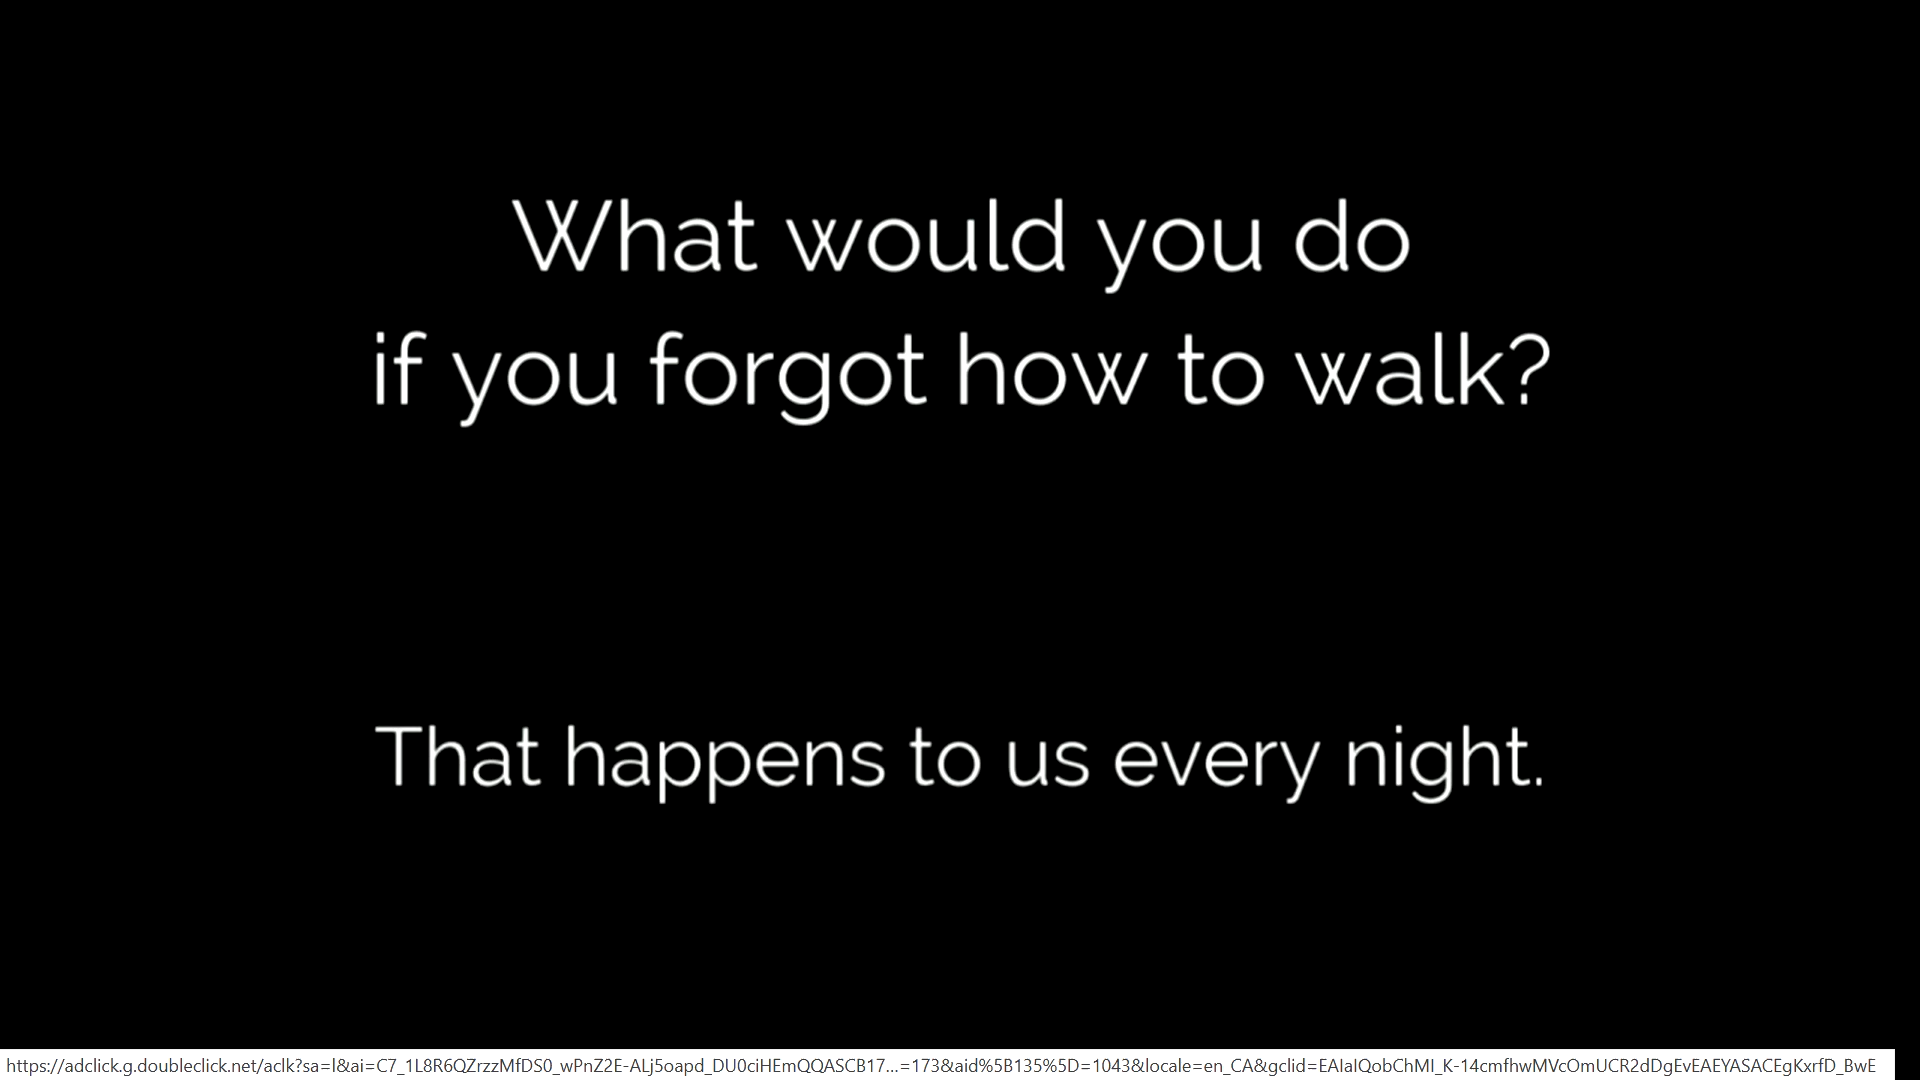 What would you do
if you forgot how to walk?
That happens to us every night.
https://adclick.g.doubleclick.net/aclk?sa=l&ai=C7_1L8R6QZrzzMfDS0_wPnZ2E-ALj5oapd_DU0ciHEmQQASCB17...=173&aid%5B135%5D=1043&locale=en_CA&gclid=EAIaIQobChMI_K-14cmfhwMVcOmUCR2dDgEvEAEYASACEgKxrfD_BwE